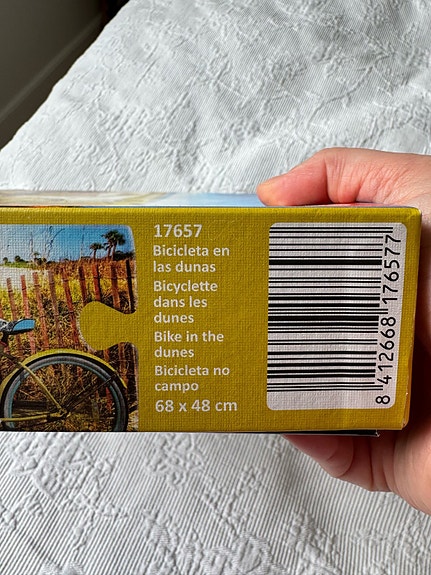 17657
Bicicleta en
las dunas
Bicyclette
dans les
dunes
Bike in the
dunes
Bicicleta no
campo
68 x 48 cm
8 412668 176577